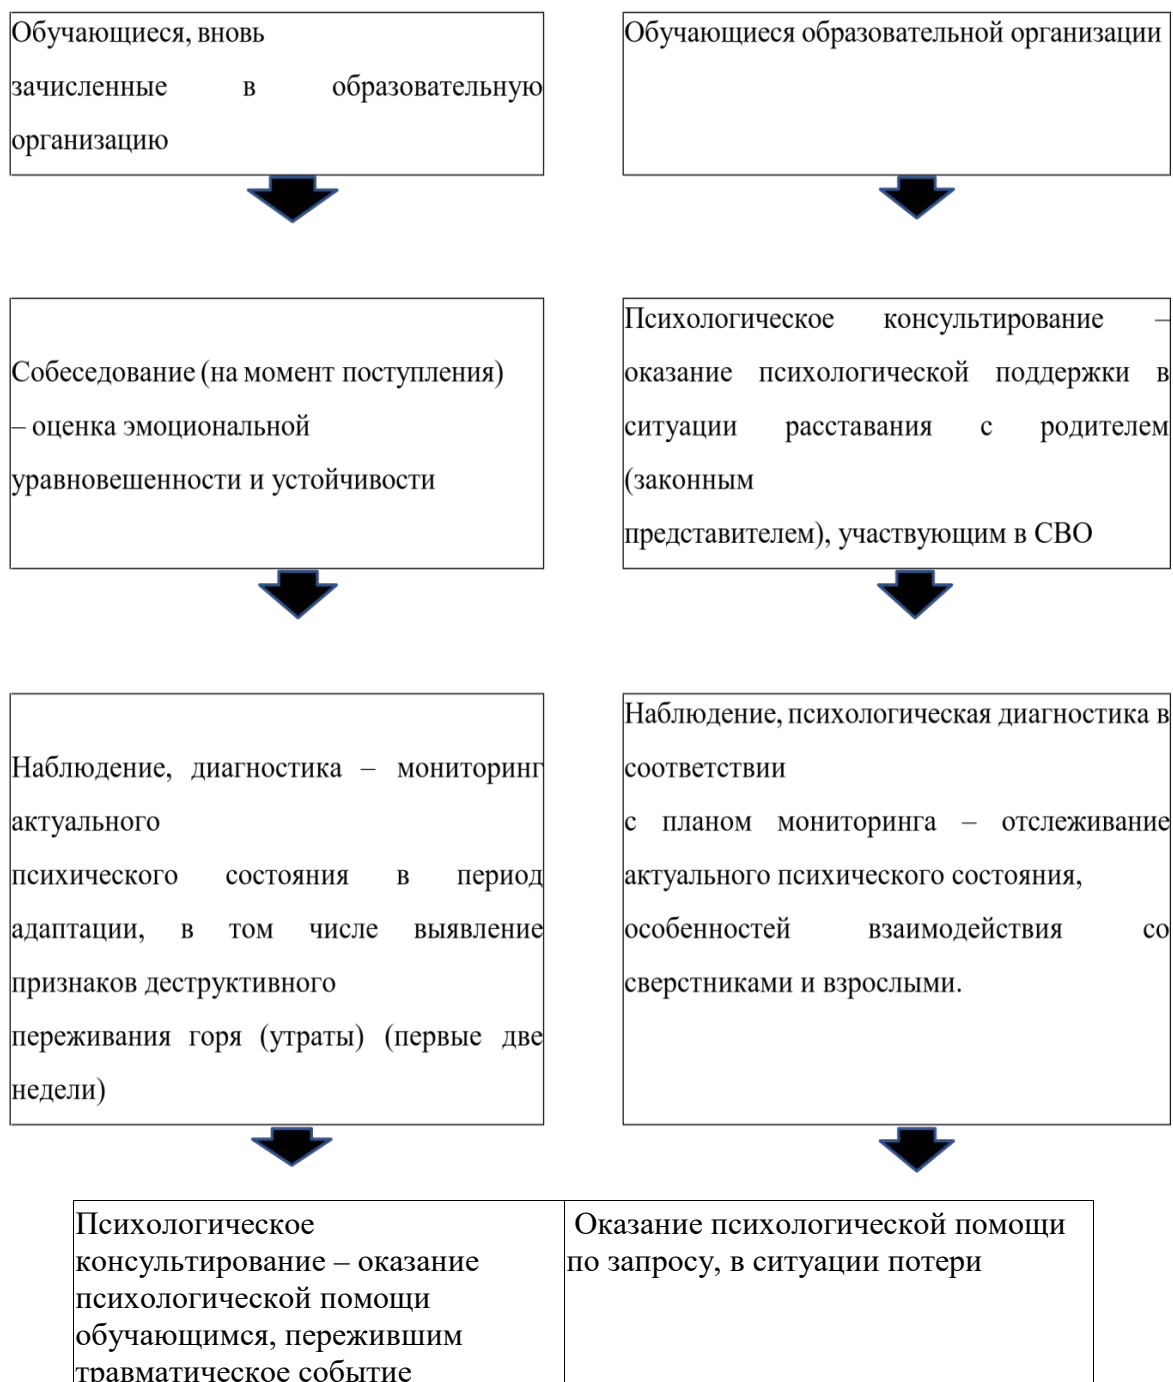 Обучающиеся, вновь
зачисленные в образовательную
организацию
Обучающиеся образовательной организации
Собеседование (на момент поступления)
– оценка эмоциональной
уравновешенности и устойчивости
Психологическое консультирование –
оказание психологической поддержки в
ситуации расставания с родителем
(законным
представителем), участвующим в СВО
Наблюдение, диагностика – мониторинг
актуального
психического состояния в период
адаптации, в том числе выявление
признаков деструктивного
переживания горя (утраты) (первые две
недели)
Наблюдение, психологическая диагностика в
соответствии
с планом мониторинга – отслеживание
актуального психического состояния,
особенностей взаимодействия со
сверстниками и взрослыми.
Психологическое
консультирование – оказание
психологической помощи
обучающимся, пережившим
травматическое событие
Оказание психологической помощи
по запросу, в ситуации потери